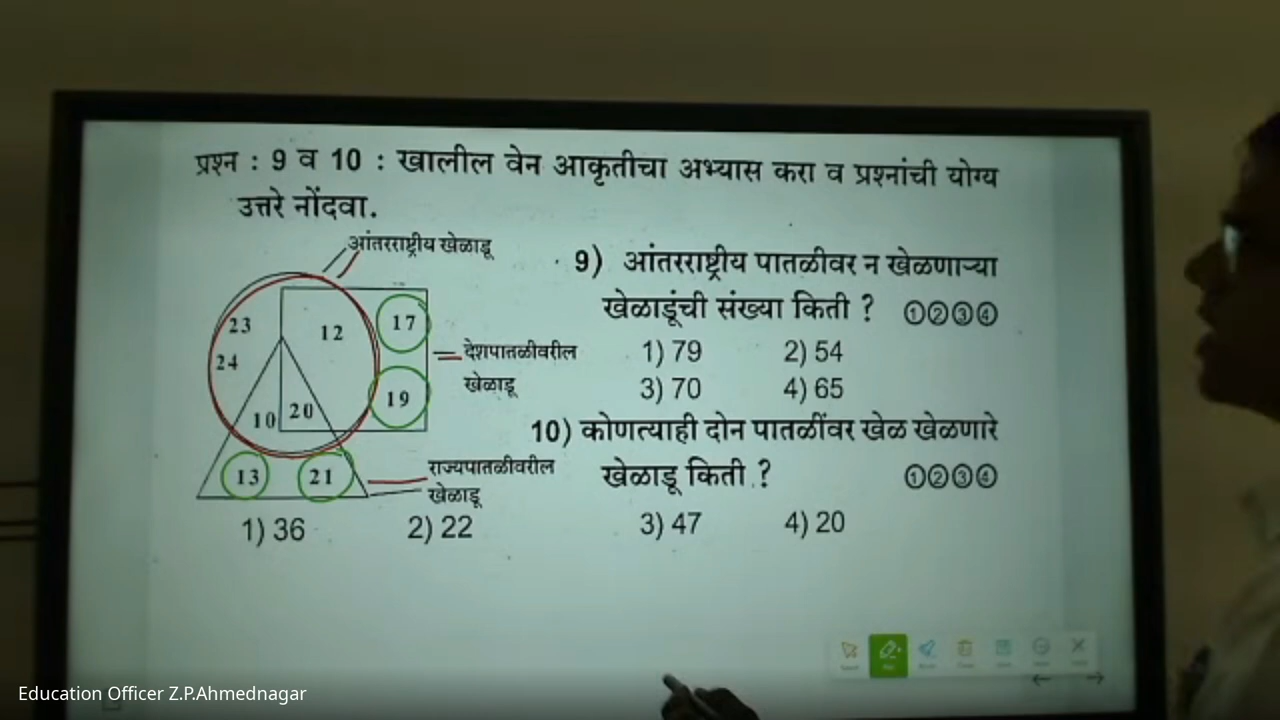 प्रश्न : 9 व 10 : खालील वेन आकृतीचा अभ्यास करा व प्रश्नांची योग्य
उत्तरे नोंदवा.
आंतरराष्ट्रीय खेळाडू
23
24
12
17
19
10
20
13
21
देशपातळीवरील
खेळाडू
राज्यपातळीवरील
खेळाडू
9) आंतरराष्ट्रीय पातळीवर न खेळणाऱ्या
खेळाडूंची संख्या किती ? ①②③④
1) 79 2) 54
3) 70 4) 65
10) कोणत्याही दोन पातळींवर खेळ खेळणारे
खेळाडू किती ? ①②③④
1) 36 2) 22 3) 47 4) 20
Education Officer Z.P.Ahmednagar